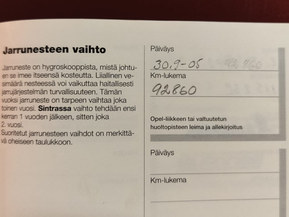 Jarrunesteen vaihto
Jarruneste on hygroskooppista, mistä johtu-
en se imee itseensä kosteutta. Liiallinen ve-
simäärä nesteessä voi vaikuttaa haitallisesti
jarrujärjestelmän turvallisuuteen. Tämän
vuoksi jarruneste on tarpeen vaihtaa joka
toinen vuosi. Sintrassa vaihto tehdään ensi
kerran 1 vuoden jälkeen, sitten joka
2. vuosi.
Suoritetut jarrunesteen vaihdot on merkittä-
vä oheiseen taulukkoon.
Päiväys
30.9-05
Km-lukema
92860
Opel-liikkeen tai valtuutetun
huoltopisteen leima ja allekirjoitus
Päiväys
Km-lukema